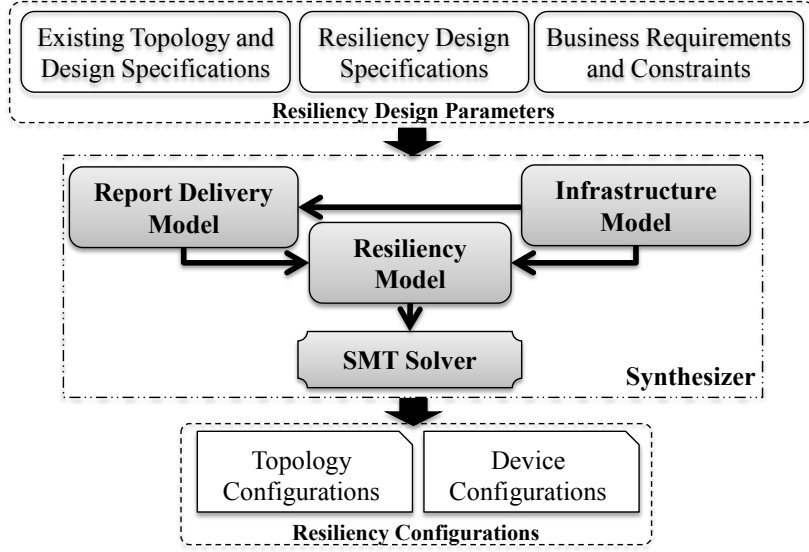 Existing Topology and
Design Specifications
Resiliency Design
Specifications
Business Requirements
and Constraints
Resiliency Design Parameters
Report Delivery
Model
Infrastructure
Model
Resiliency
Model
SMT Solver
Synthesizer
Topology
Configurations
Device
Configurations
Resiliency Configurations